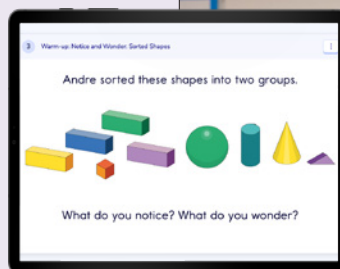 3 Warm-up: Notice and Wonder: Sorted Shapes
Andre sorted these shapes into two groups.
What do you notice? What do you wonder?